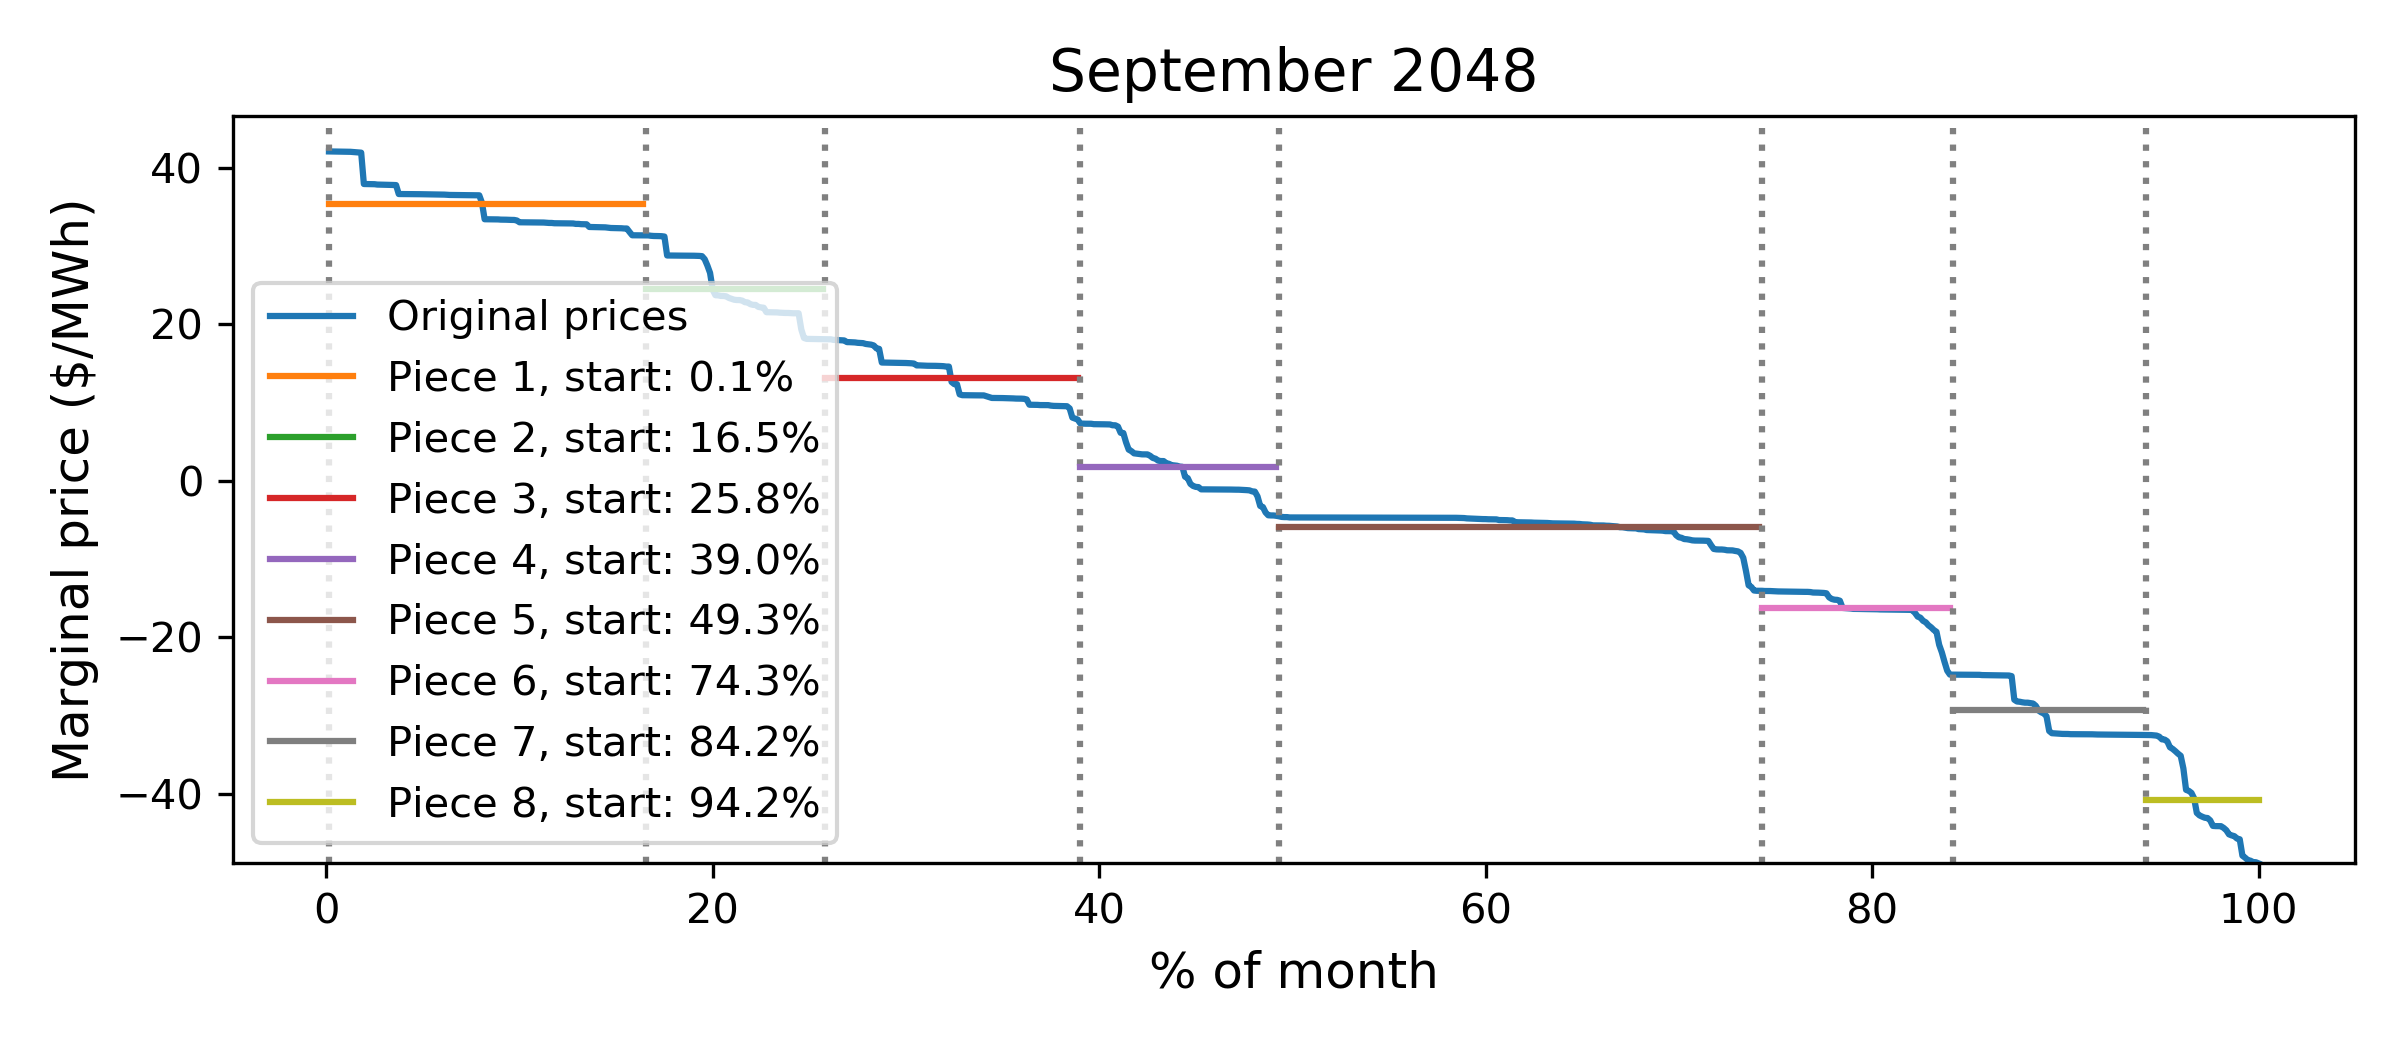 September 2048
Marginal price ($/MWh)
40
20
0
−20
−40
Original prices
Piece 1, start: 0.1%
Piece 2, start: 16.5%
Piece 3, start: 25.8%
Piece 4, start: 39.0%
Piece 5, start: 49.3%
Piece 6, start: 74.3%
Piece 7, start: 84.2%
Piece 8, start: 94.2%
0 20 40 60 80 100
% of month